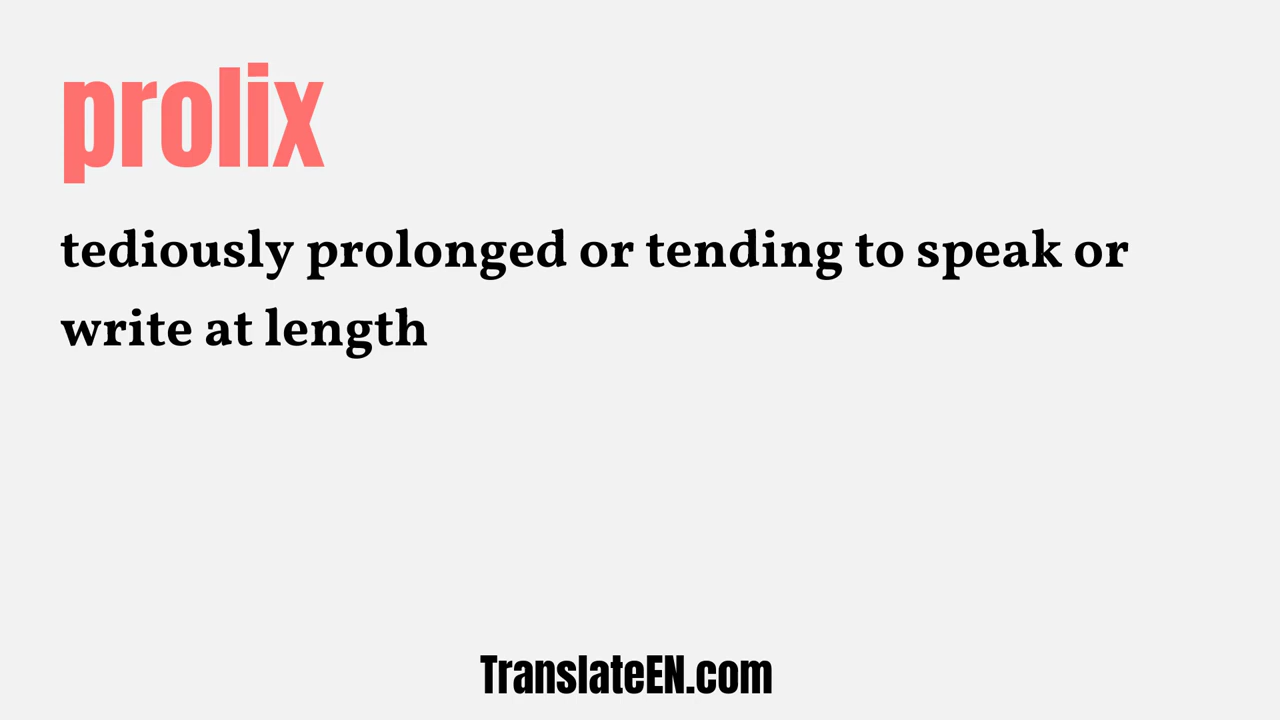 prolix
tediously prolonged or tending to speak or
write at length
TranslateEN.com